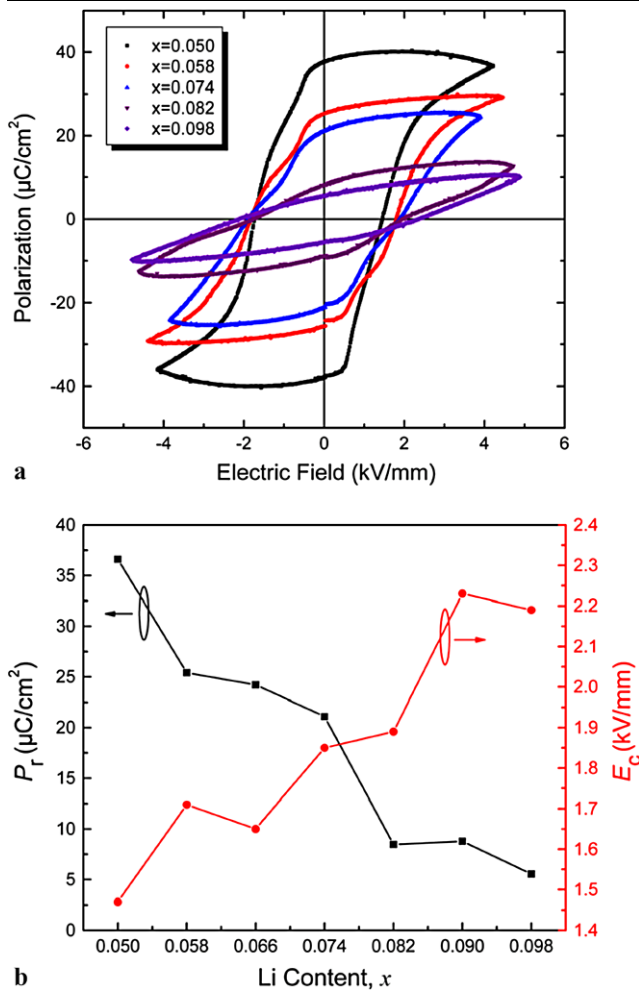 x=0.050
x=0.058
x=0.074
x=0.082
x=0.098
40
20
0
-20
-40
Polarization (µC/cm²)
-6 -4 -2 0 2 4 6
a Electric Field (kV/mm)
40
35
30
25
20
15
10
5
0
P_r (µC/cm²)
2.4
2.3
2.2
2.1
2.0
1.9
1.8
1.7
1.6
1.5
1.4
E_c (kV/mm)
0.050 0.058 0.066 0.074 0.082 0.090 0.098
b Li Content, x